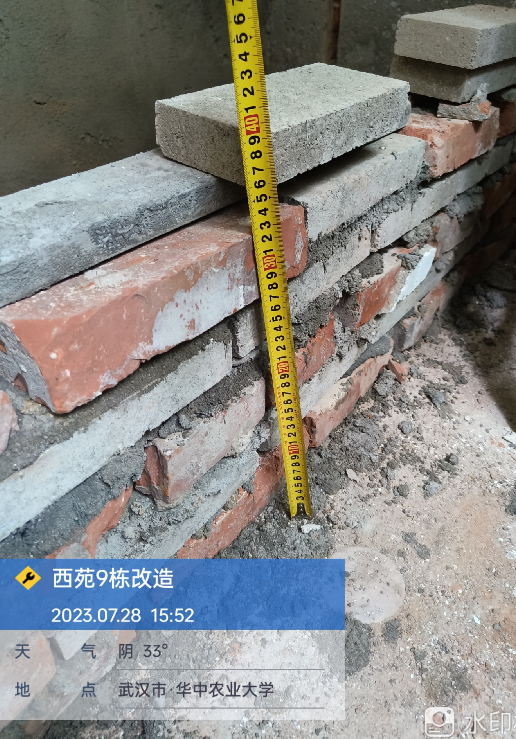 西苑9栋改造
2023.07.28 15:52
天 气 阴 33°
地 点 武汉市·华中农业大学
水印